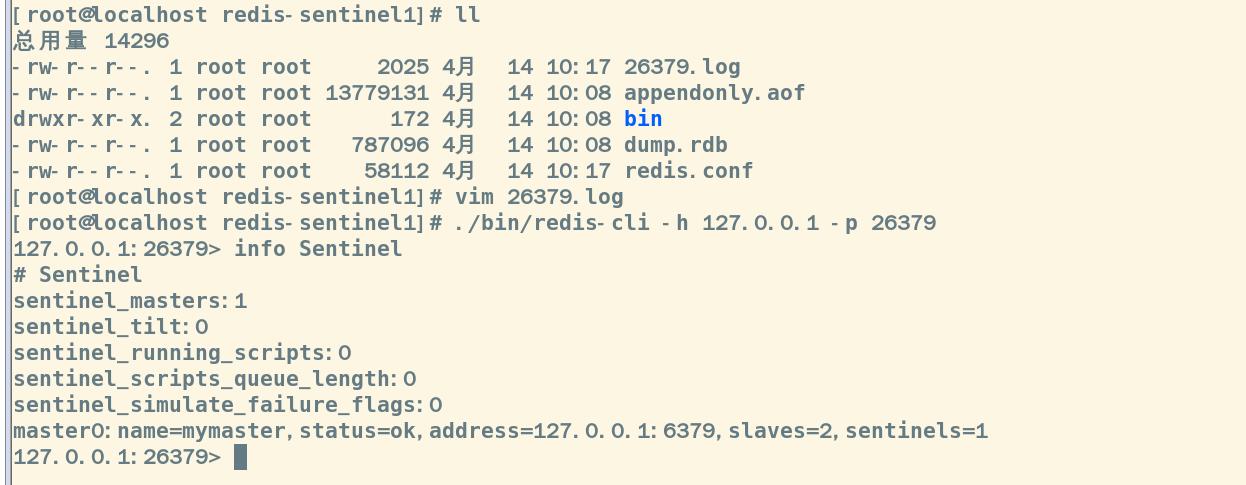 [root@localhost redis-sentinel1]# ll
总用量 14296
-rw-r--r--. 1 root root     2025 4月  14 10:17 26379.log
-rw-r--r--. 1 root root 13779131 4月  14 10:08 appendonly.aof
drwxr-xr-x. 2 root root      172 4月  14 10:08 bin
-rw-r--r--. 1 root root   787096 4月  14 10:08 dump.rdb
-rw-r--r--. 1 root root    58112 4月  14 10:17 redis.conf
[root@localhost redis-sentinel1]# vim 26379.log
[root@localhost redis-sentinel1]# ./bin/redis-cli -h 127.0.0.1 -p 26379
127.0.0.1:26379> info Sentinel
# Sentinel
sentinel_masters:1
sentinel_tilt:0
sentinel_running_scripts:0
sentinel_scripts_queue_length:0
sentinel_simulate_failure_flags:0
master0:name=mymaster,status=ok,address=127.0.0.1:6379,slaves=2,sentinels=1
127.0.0.1:26379>